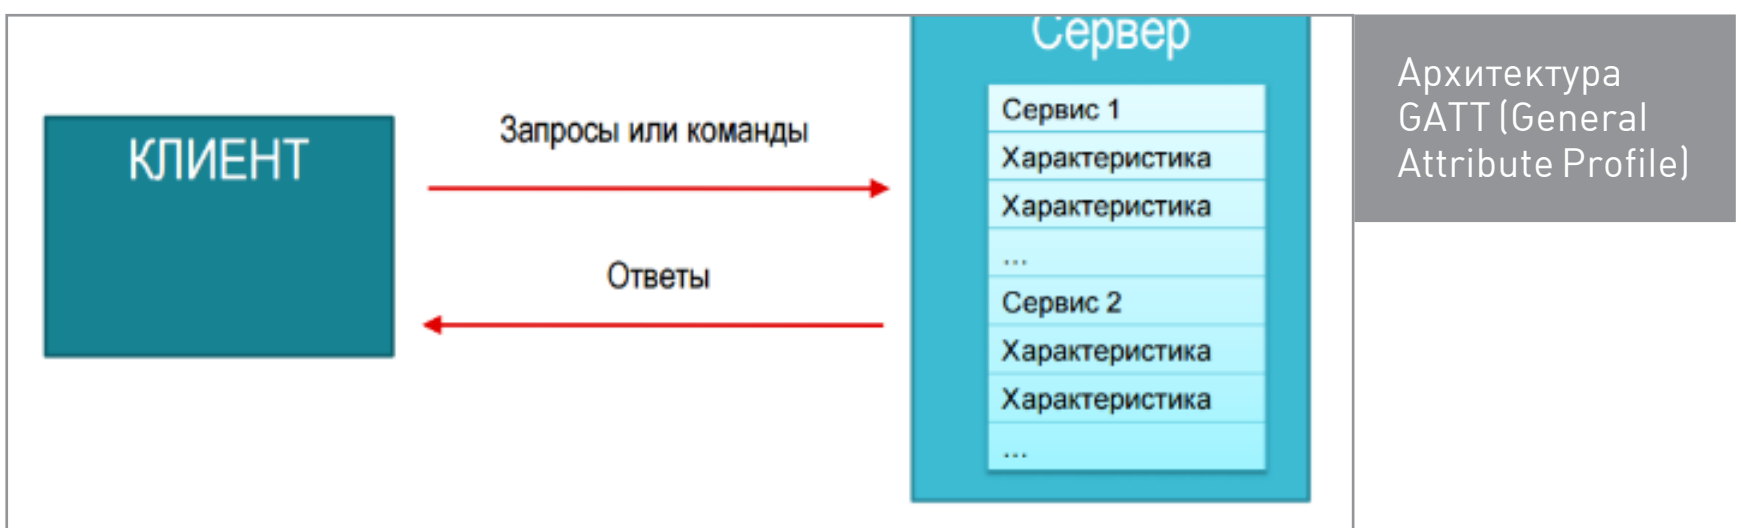 КЛИЕНТ
Запросы или команды
Ответы
Сервер
Сервис 1
Характеристика
Характеристика
...
Сервис 2
Характеристика
Характеристика
...
Архитектура
GATT (General
Attribute Profile)